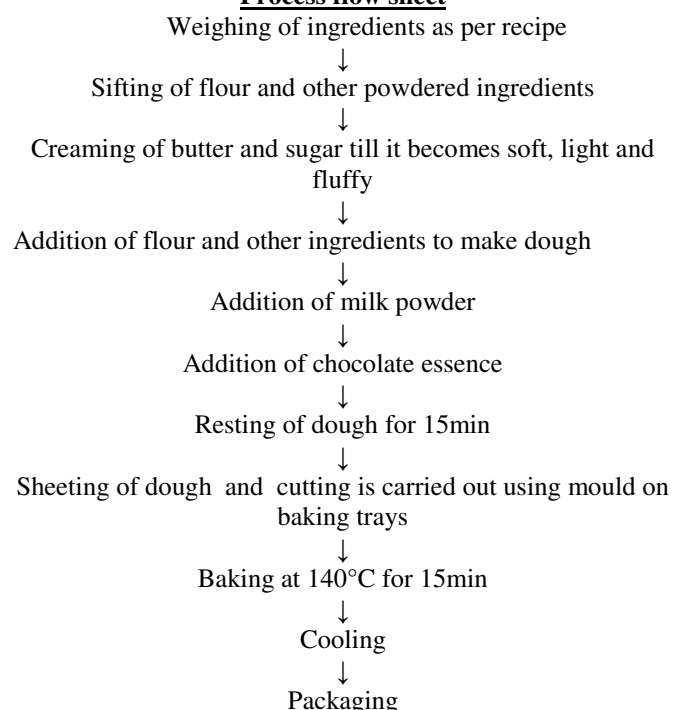 Process flow sheet
Weighing of ingredients as per recipe
↓
Sifting of flour and other powdered ingredients
↓
Creaming of butter and sugar till it becomes soft, light and
fluffy
↓
Addition of flour and other ingredients to make dough
↓
Addition of milk powder
↓
Addition of chocolate essence
↓
Resting of dough for 15min
↓
Sheeting of dough and cutting is carried out using mould on
baking trays
↓
Baking at 140°C for 15min
↓
Cooling
↓
Packaging